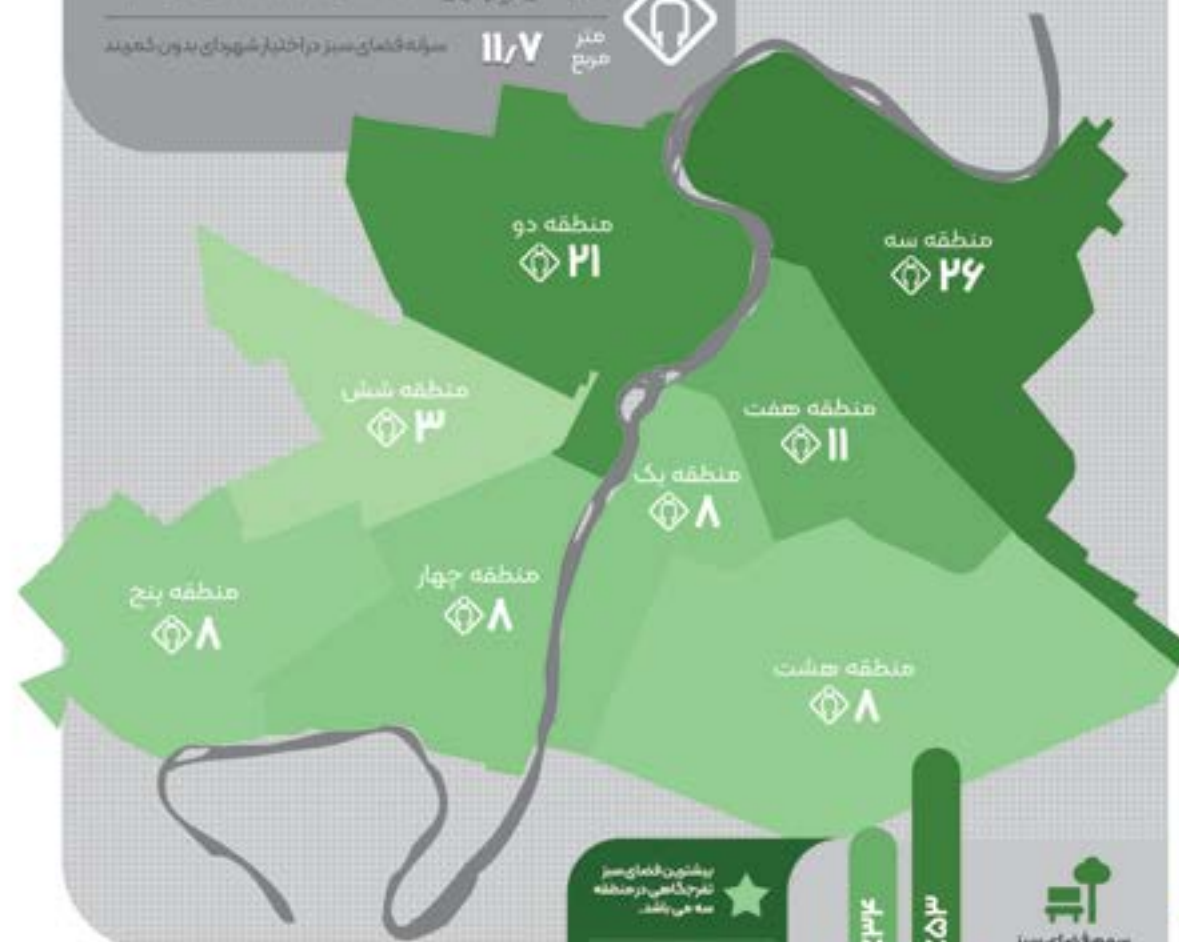 متر مربع ۱۱٫۷ سرانه فضای سبز در اختیار شهرداری بدون کمربند
منطقه دو
۲۱
منطقه سه
۲۶
منطقه شش
۳
منطقه هفت
۱۱
منطقه یک
۸
منطقه چهار
۸
منطقه پنج
۸
منطقه هشت
۸
بیشترین فضای سبز
تفرجگاهی در منطقه
سه می باشد.